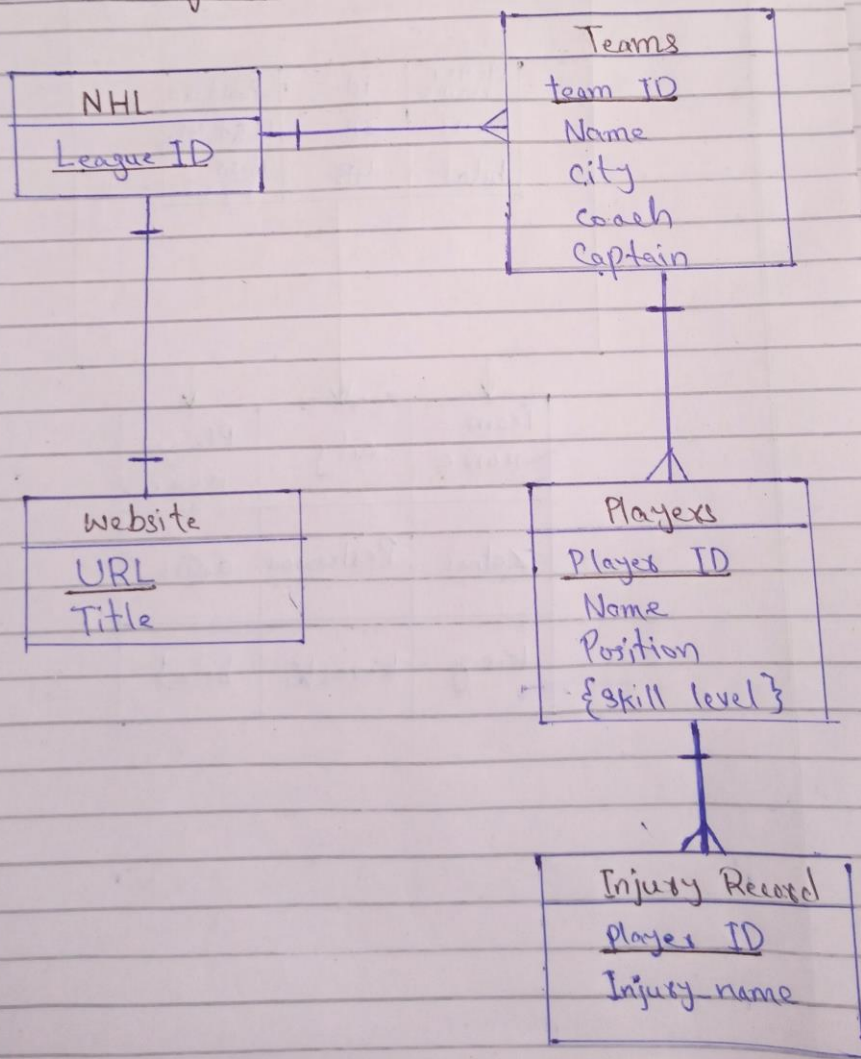 NHL
League ID
Teams
team ID
Name
City
Coach
Captain
Website
URL
Title
Players
Player ID
Name
Position
{Skill level}
Injury Record
player ID
Injury_name